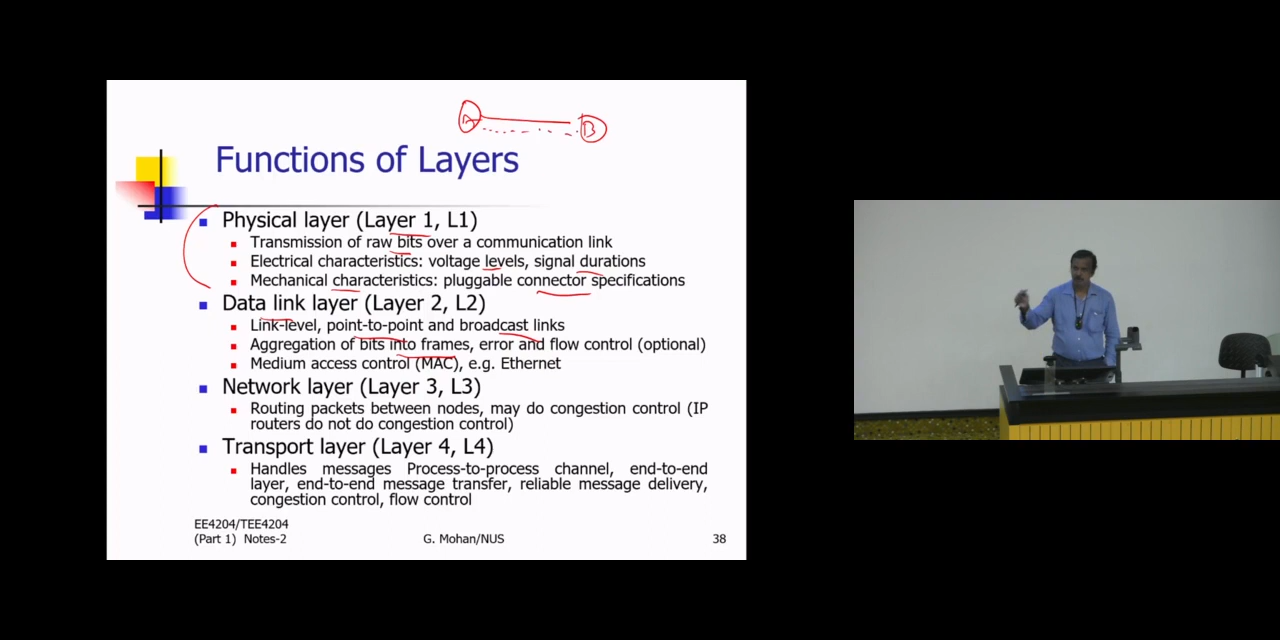 A
B
Functions of Layers
Physical layer (Layer 1, L1)
Transmission of raw bits over a communication link
Electrical characteristics: voltage levels, signal durations
Mechanical characteristics: pluggable connector specifications
Data link layer (Layer 2, L2)
Link-level, point-to-point and broadcast links
Aggregation of bits into frames, error and flow control (optional)
Medium access control (MAC), e.g. Ethernet
Network layer (Layer 3, L3)
Routing packets between nodes, may do congestion control (IP
routers do not do congestion control)
Transport layer (Layer 4, L4)
Handles messages Process-to-process channel, end-to-end
layer, end-to-end message transfer, reliable message delivery,
congestion control, flow control
EE4204/TEE4204
(Part 1) Notes-2
G. Mohan/NUS
38